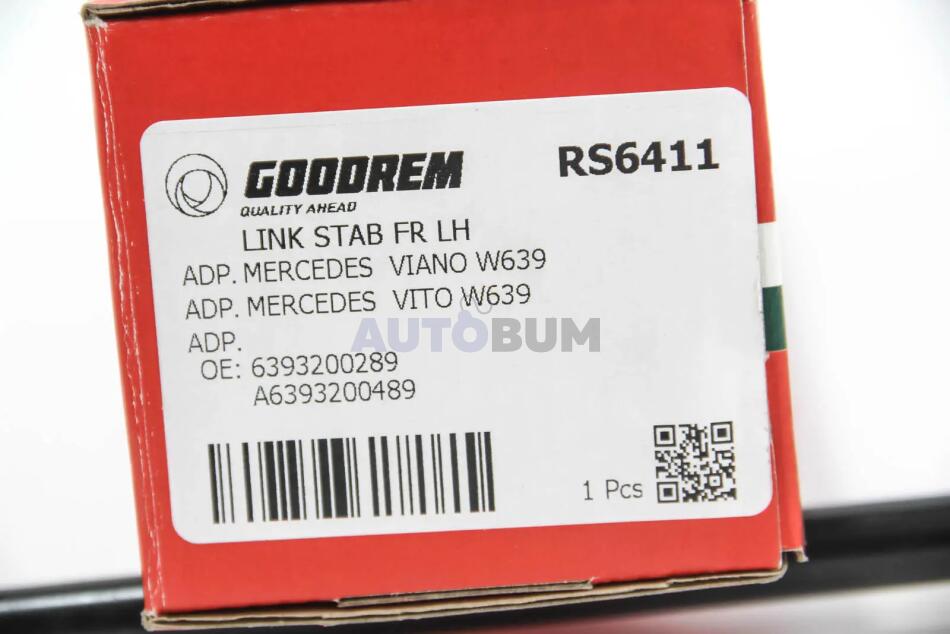 GOODREM
QUALITY AHEAD
RS6411
LINK STAB FR LH
ADP. MERCEDES VIANO W639
ADP. MERCEDES VITO W639
ADP.
AUTOBUM
OE: 6393200289
A6393200489
1 Pcs